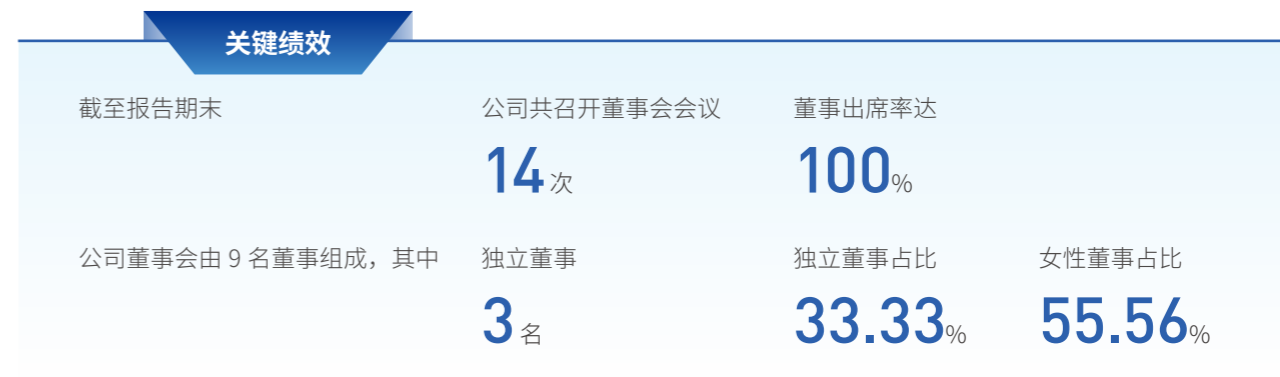 关键绩效
截至报告期末
公司共召开董事会会议
董事出席率达
14次
100%
公司董事会由 9 名董事组成，其中
独立董事
独立董事占比
女性董事占比
3名
33.33%
55.56%